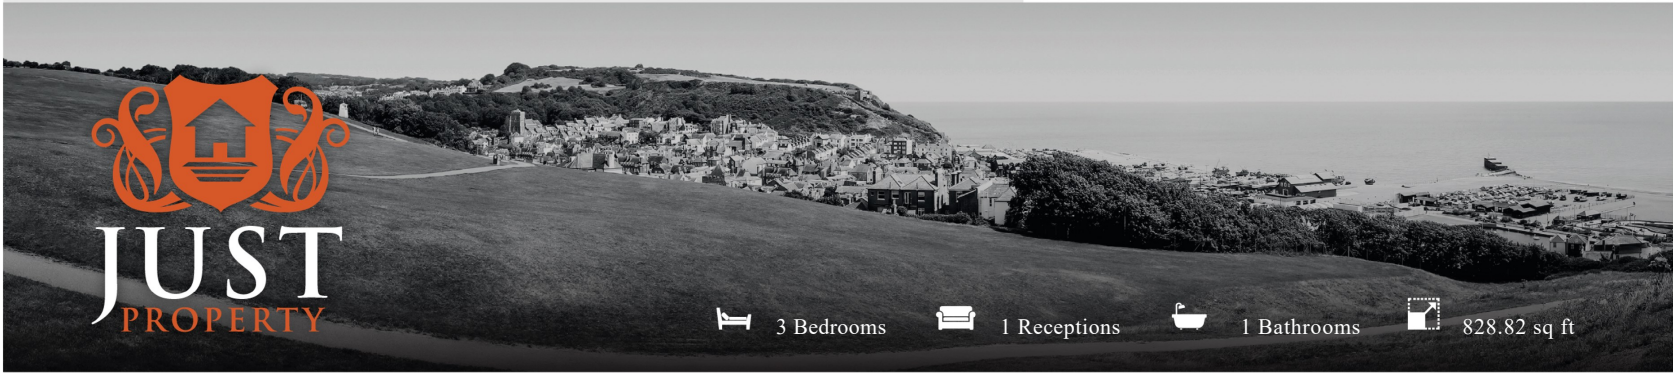 JUST
PROPERTY
3 Bedrooms
1 Receptions
1 Bathrooms
828.82 sq ft